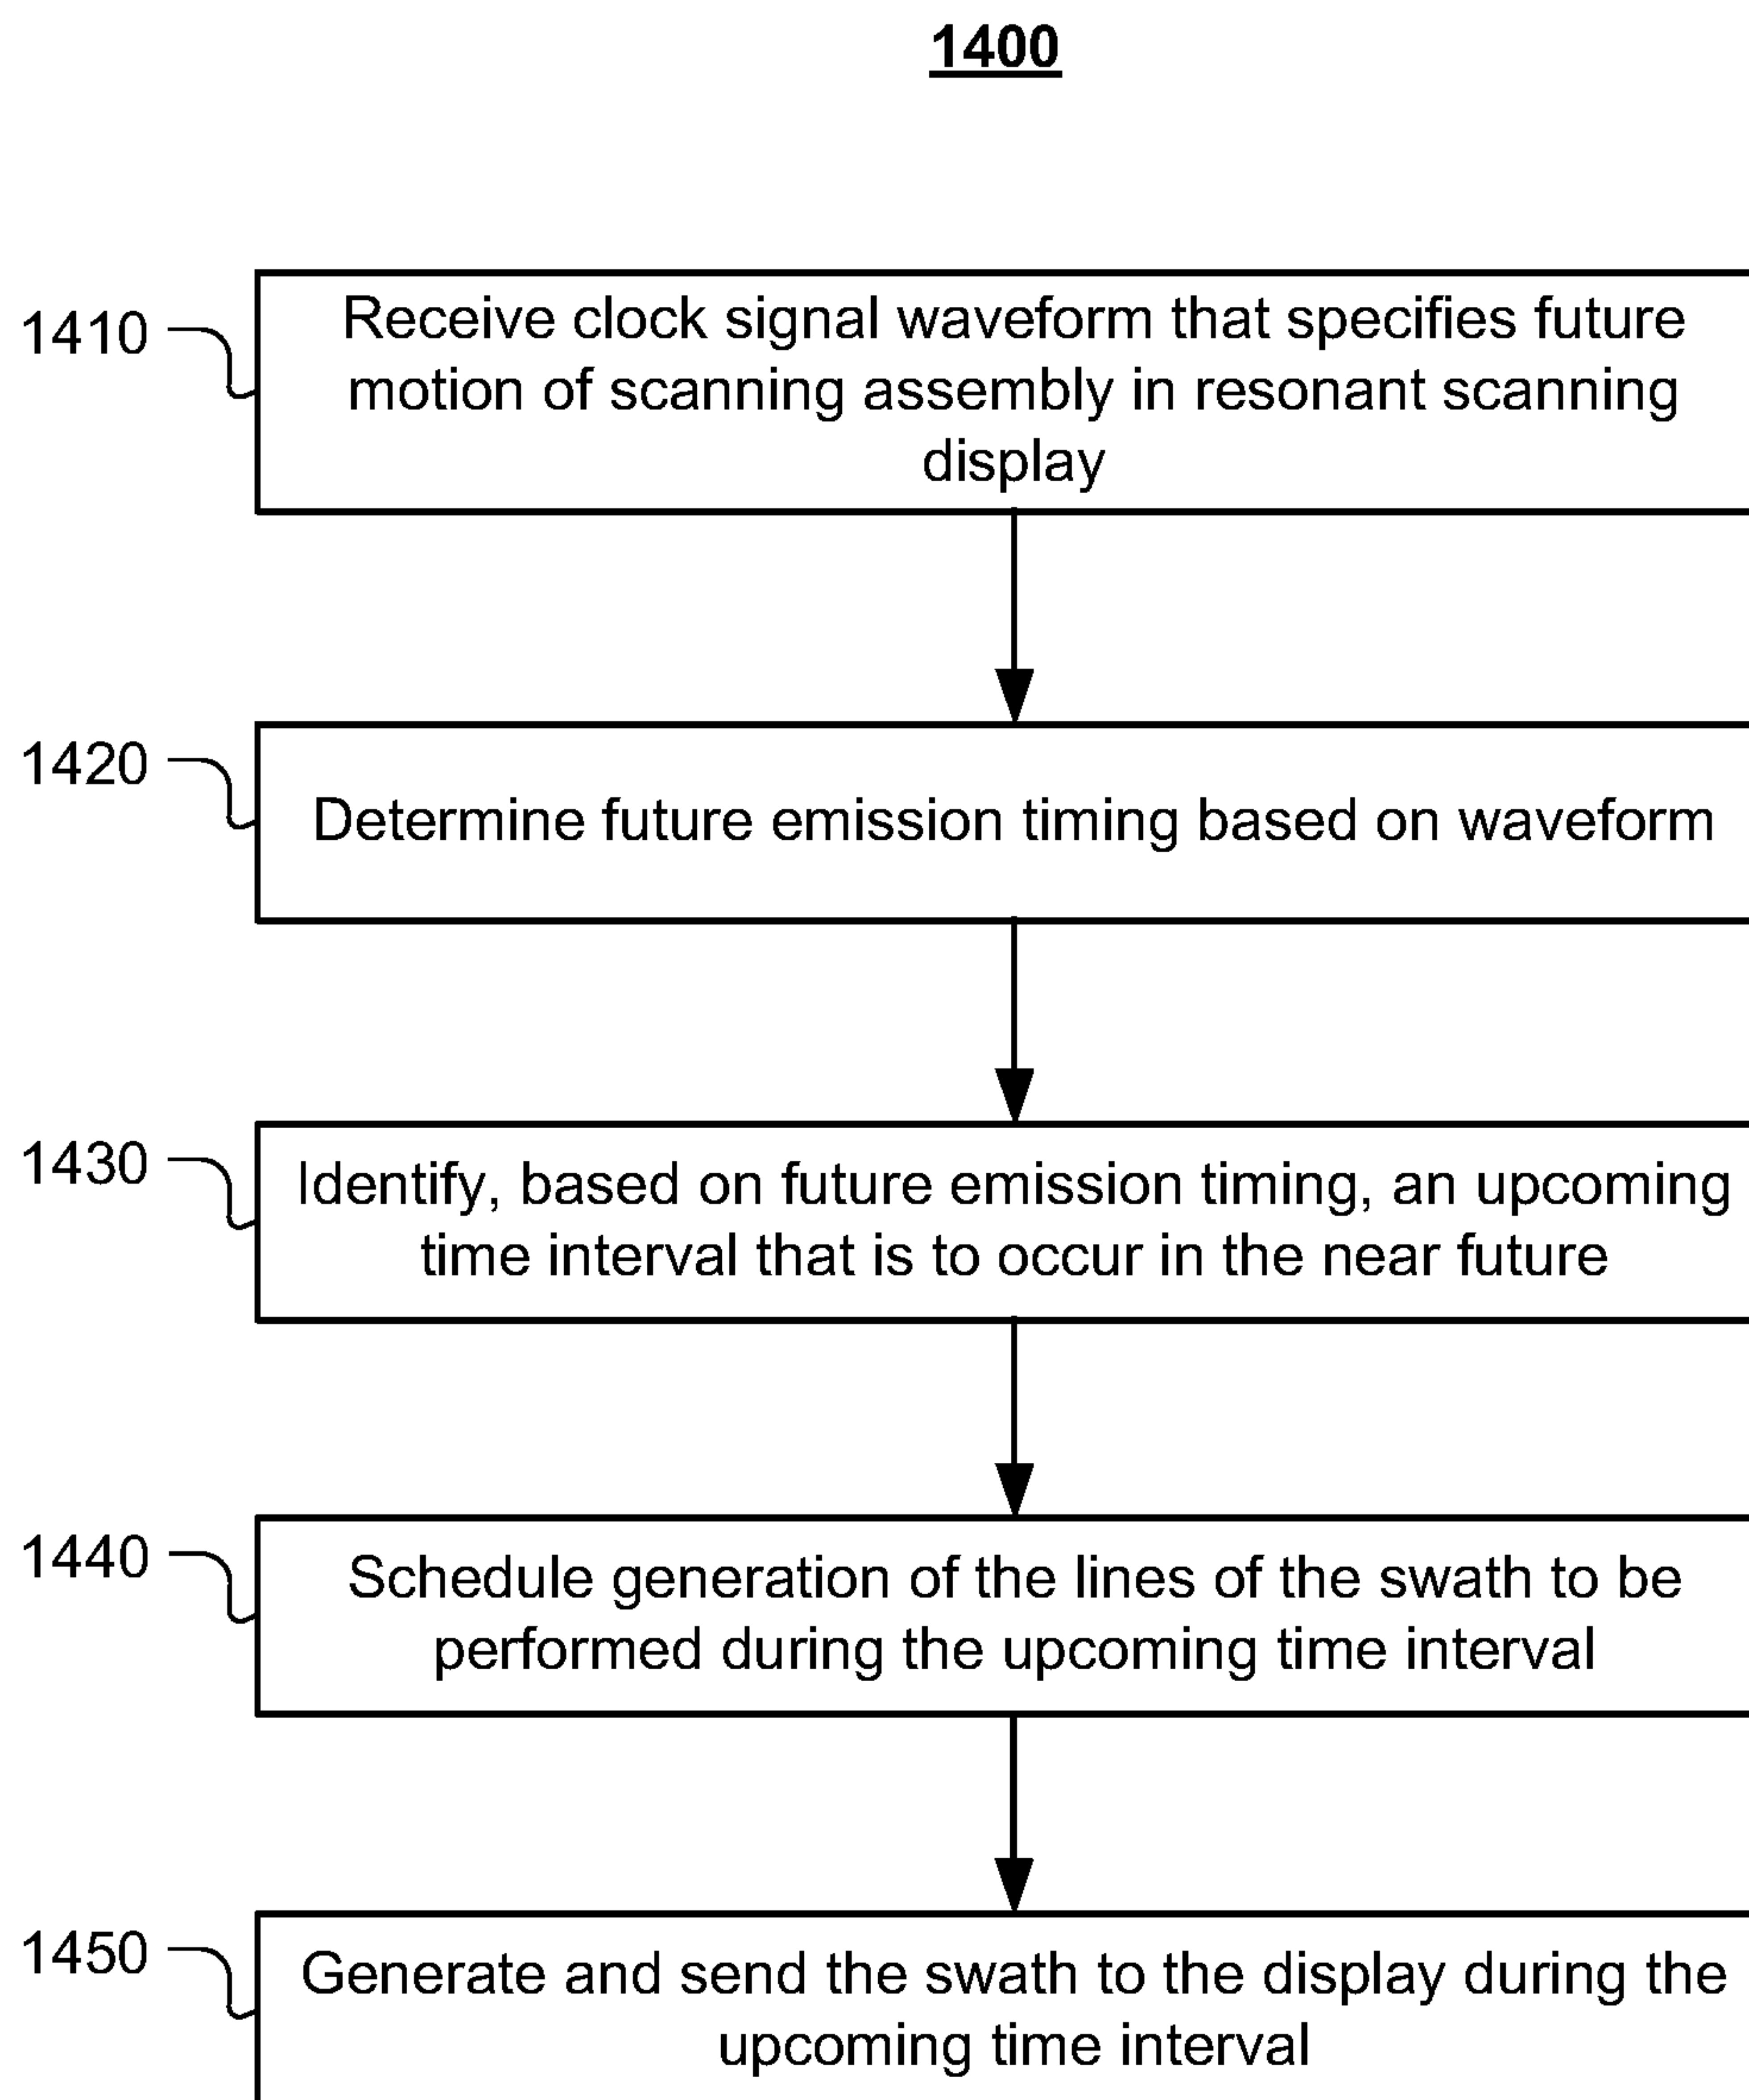 1400
1410
Receive clock signal waveform that specifies future
motion of scanning assembly in resonant scanning
display
1420
Determine future emission timing based on waveform
1430
Identify, based on future emission timing, an upcoming
time interval that is to occur in the near future
1440
Schedule generation of the lines of the swath to be
performed during the upcoming time interval
1450
Generate and send the swath to the display during the
upcoming time interval